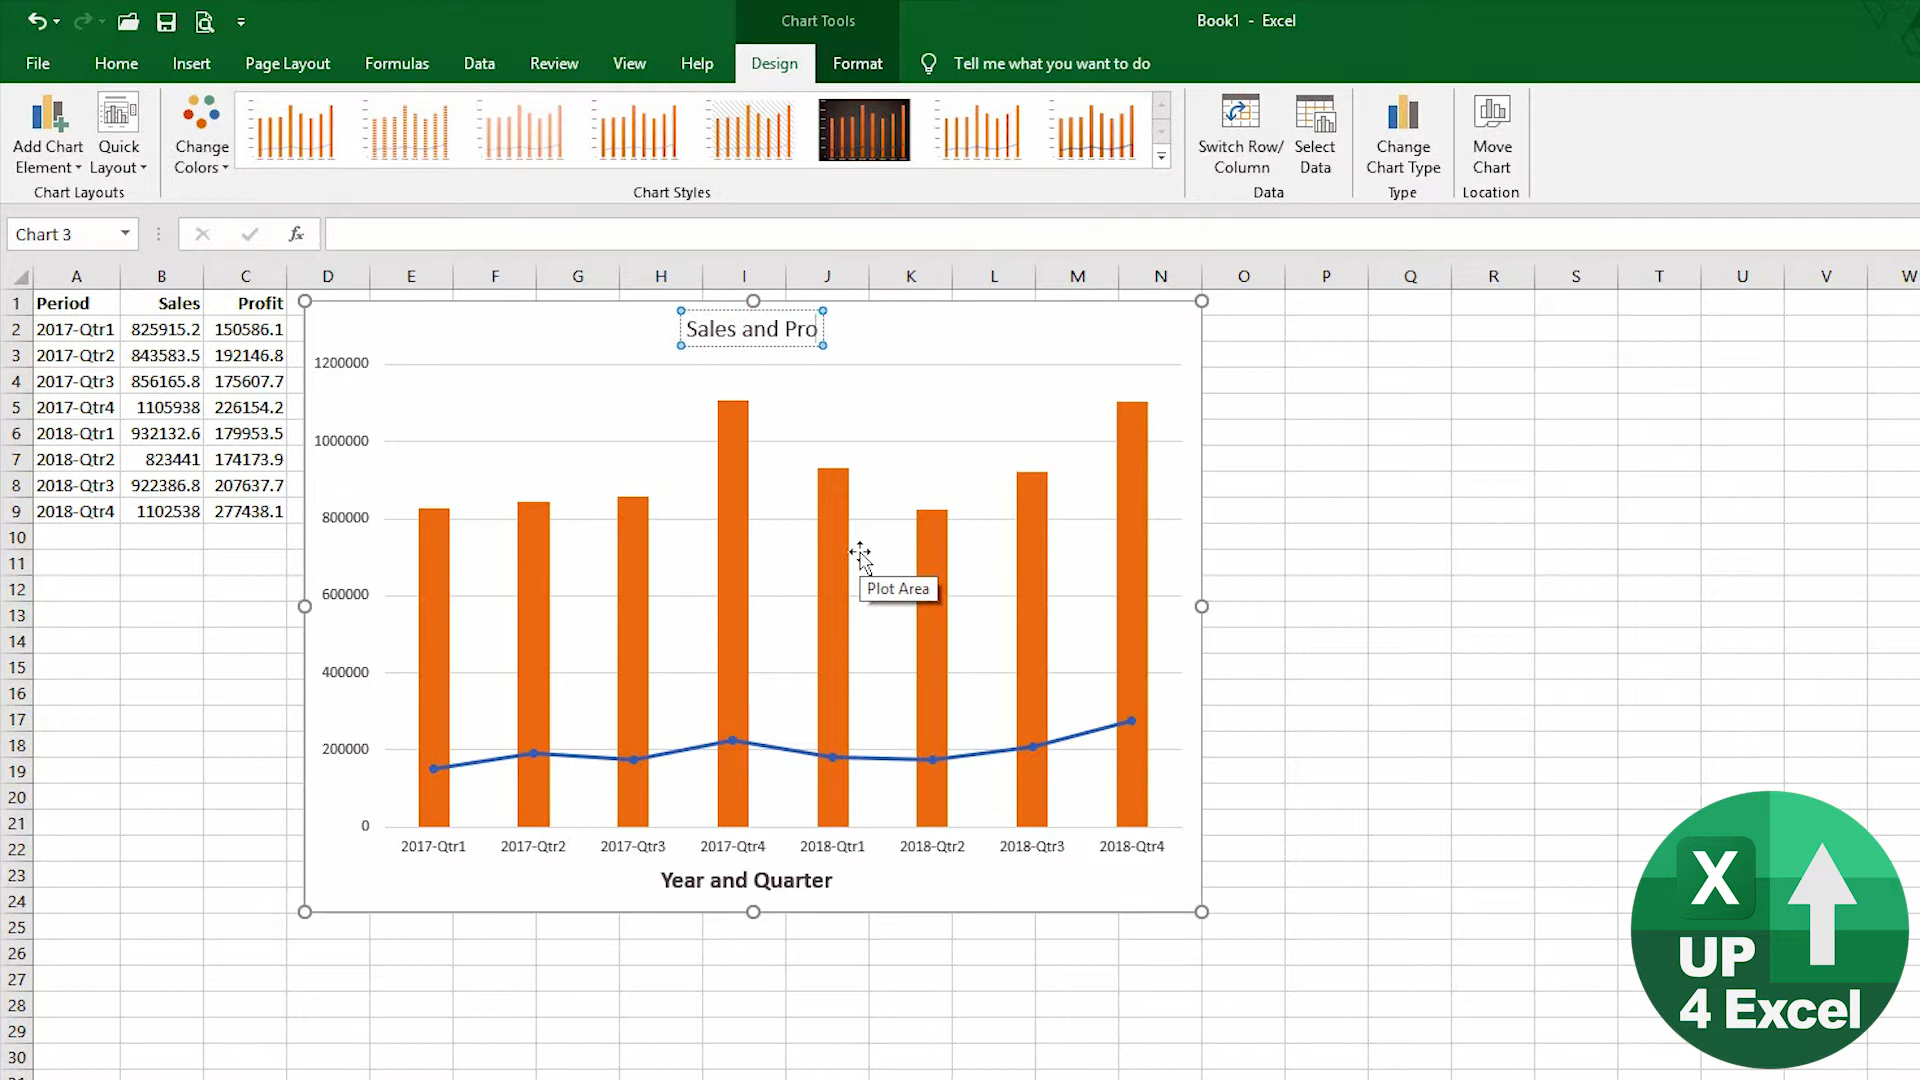 Chart Tools
Book1 - Excel
File Home Insert Page Layout Formulas Data Review View Help Design Format Tell me what you want to do
Add Chart Element
Quick Layout
Change Colors
Switch Row/ Column
Select Data
Change Chart Type
Move Chart
Chart Layouts
Chart Styles
Data
Type
Location
Chart 3
fx
A B C D E F G H I J K L M N O P Q R S T U V W
1 Period Sales Profit
2 2017-Qtr1 825915.2 150586.1
3 2017-Qtr2 843583.5 192146.8
4 2017-Qtr3 856165.8 175607.7
5 2017-Qtr4 1105938 226154.2
6 2018-Qtr1 932132.6 179953.5
7 2018-Qtr2 823441 174173.9
8 2018-Qtr3 922386.8 207637.7
9 2018-Qtr4 1102538 277438.1
10
11
12
13
14
15
16
17
18
19
20
21
22
23
24
25
26
27
28
29
30
Sales and Pro
1200000
1000000
800000
600000
400000
200000
0
Plot Area
2017-Qtr1 2017-Qtr2 2017-Qtr3 2017-Qtr4 2018-Qtr1 2018-Qtr2 2018-Qtr3 2018-Qtr4
Year and Quarter
X
UP
4 Excel